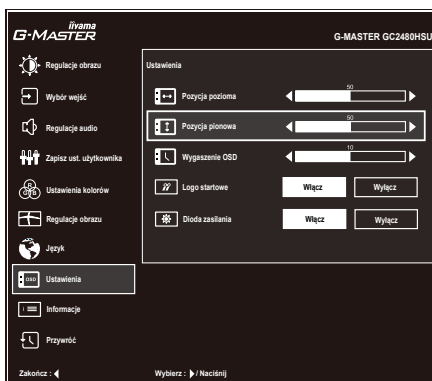 iiyama
G-MASTER
G-MASTER GC2480HSU
Regulacje obrazu
Wybór wejść
Regulacje audio
Zapisz ust. użytkownika
Ustawienia kolorów
R
G B
Regulacje obrazu
Język
OSD Ustawienia
i Informacje
Przywróć
Ustawienia
Pozycja pozioma
50
Pozycja pionowa
50
Wygaszenie OSD
10
Logo startowe Włącz Wyłącz
Dioda zasilania Włącz Wyłącz
Zakończ :
Wybierz : / Naciśnij